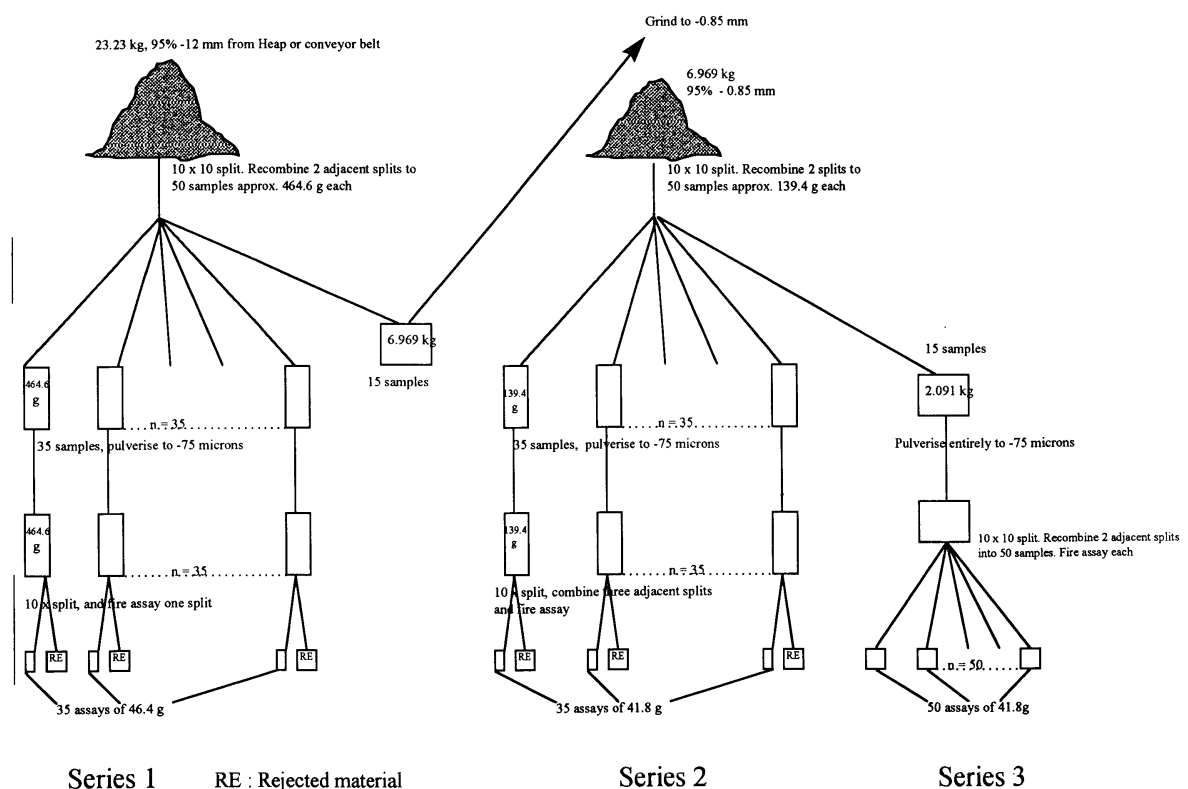 Grind to -0.85 mm
23.23 kg, 95% -12 mm from Heap or conveyor belt
6.969 kg
95% - 0.85 mm
10 x 10 split. Recombine 2 adjacent splits to
50 samples approx. 464.6 g each
10 x 10 split. Recombine 2 splits to
50 samples approx. 139.4 g each
6.969 kg
15 samples
15 samples
2.091 kg
464.6
g
n = 35
35 samples, pulverise to -75 microns
139.4
g
n = 35
35 samples, pulverise to -75 microns
Pulverise entirely to -75 microns
464.6
g
n = 35
10 x split, and fire assay one split
139.4
g
n = 35
10 x split, combine three adjacent splits
and fire assay
10 x 10 split. Recombine 2 adjacent splits
into 50 samples. Fire assay each
RE
RE
RE
RE
RE
RE
n = 50
35 assays of 46.4 g
35 assays of 41.8 g
50 assays of 41.8g
Series 1
RE : Rejected material
Series 2
Series 3